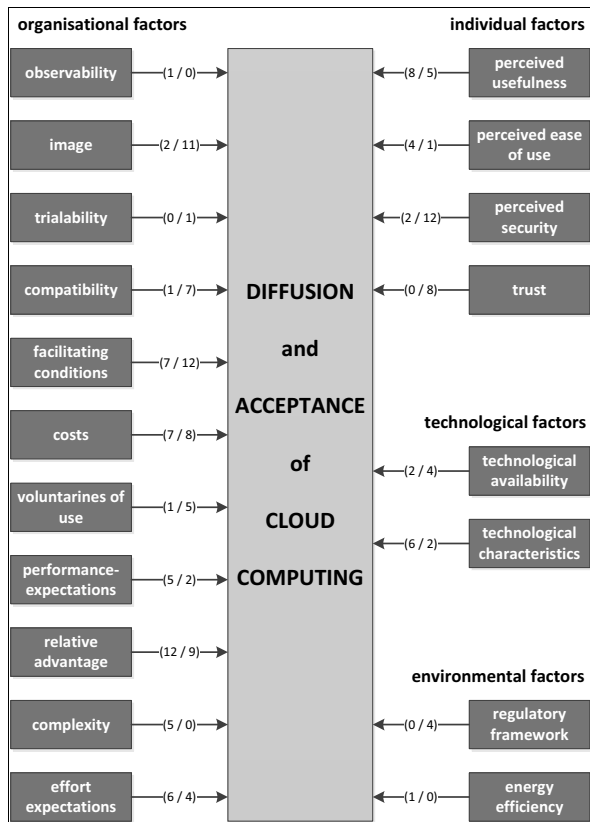 organisational factors
observability
(1 / 0)
image
(2 / 11)
trialability
(0 / 1)
compatibility
(1 / 7)
facilitating
conditions
(7 / 12)
costs
(7 / 8)
voluntarines of
use
(1 / 5)
performance-
expectations
(5 / 2)
relative
advantage
(12 / 9)
complexity
(5 / 0)
effort
expectations
(6 / 4)
DIFFUSION
and
ACCEPTANCE
of
CLOUD
COMPUTING
individual factors
(8 / 5)
perceived
usefulness
(4 / 1)
perceived ease
of use
(2 / 12)
perceived
security
(0 / 8)
trust
technological factors
(2 / 4)
technological
availability
(6 / 2)
technological
characteristics
environmental factors
(0 / 4)
regulatory
framework
(1 / 0)
energy
efficiency